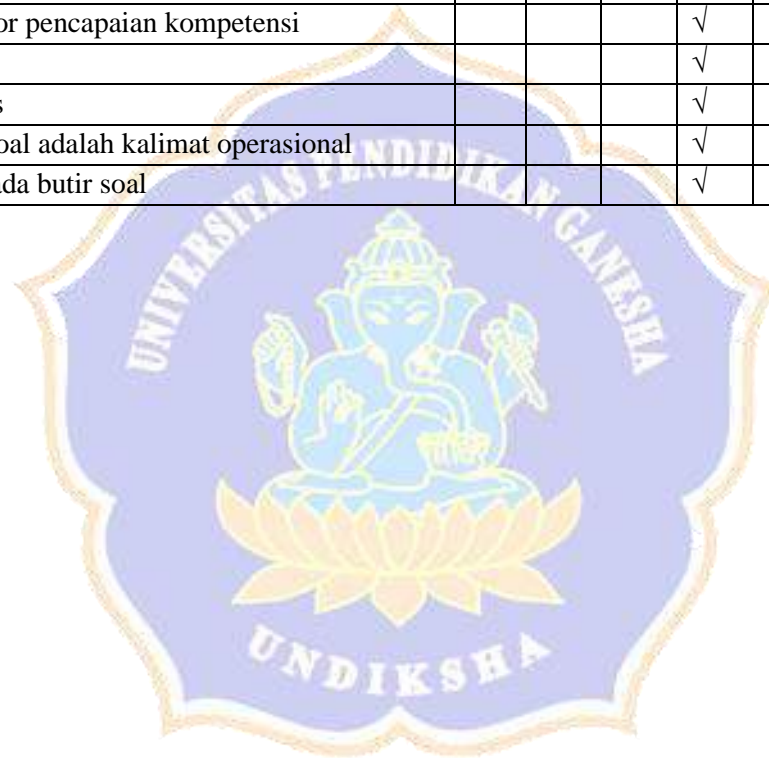 or pencapaian kompetensi √
√
s √
oal adalah kalimat operasional √
ada butir soal √
UNIVERSITAS PENDIDIKAN GANESHA
UNDIKSHA